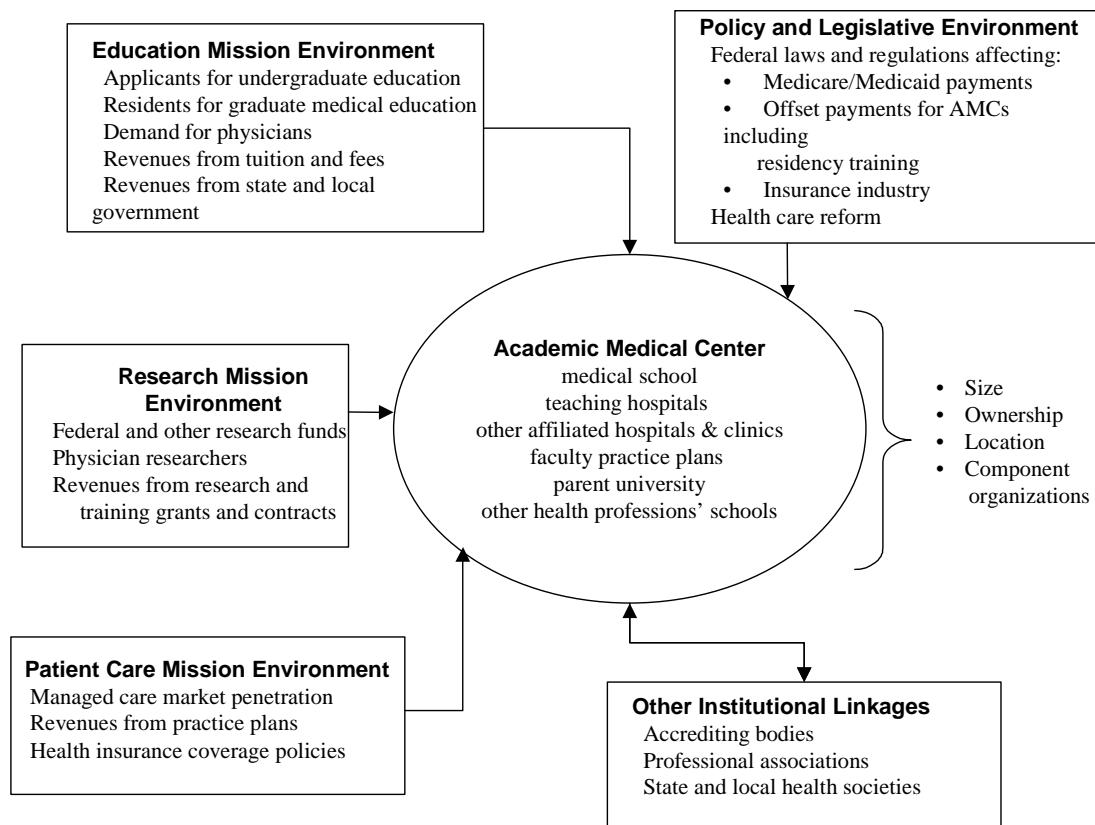 Education Mission Environment
Applicants for undergraduate education
Residents for graduate medical education
Demand for physicians
Revenues from tuition and fees
Revenues from state and local
government
Policy and Legislative Environment
Federal laws and regulations affecting:
• Medicare/Medicaid payments
• Offset payments for AMCs
including
residency training
• Insurance industry
Health care reform
Research Mission
Environment
Federal and other research funds
Physician researchers
Revenues from research and
training grants and contracts
Academic Medical Center
medical school
teaching hospitals
other affiliated hospitals & clinics
faculty practice plans
parent university
other health professions’ schools
• Size
• Ownership
• Location
• Component
organizations
Patient Care Mission Environment
Managed care market penetration
Revenues from practice plans
Health insurance coverage policies
Other Institutional Linkages
Accrediting bodies
Professional associations
State and local health societies